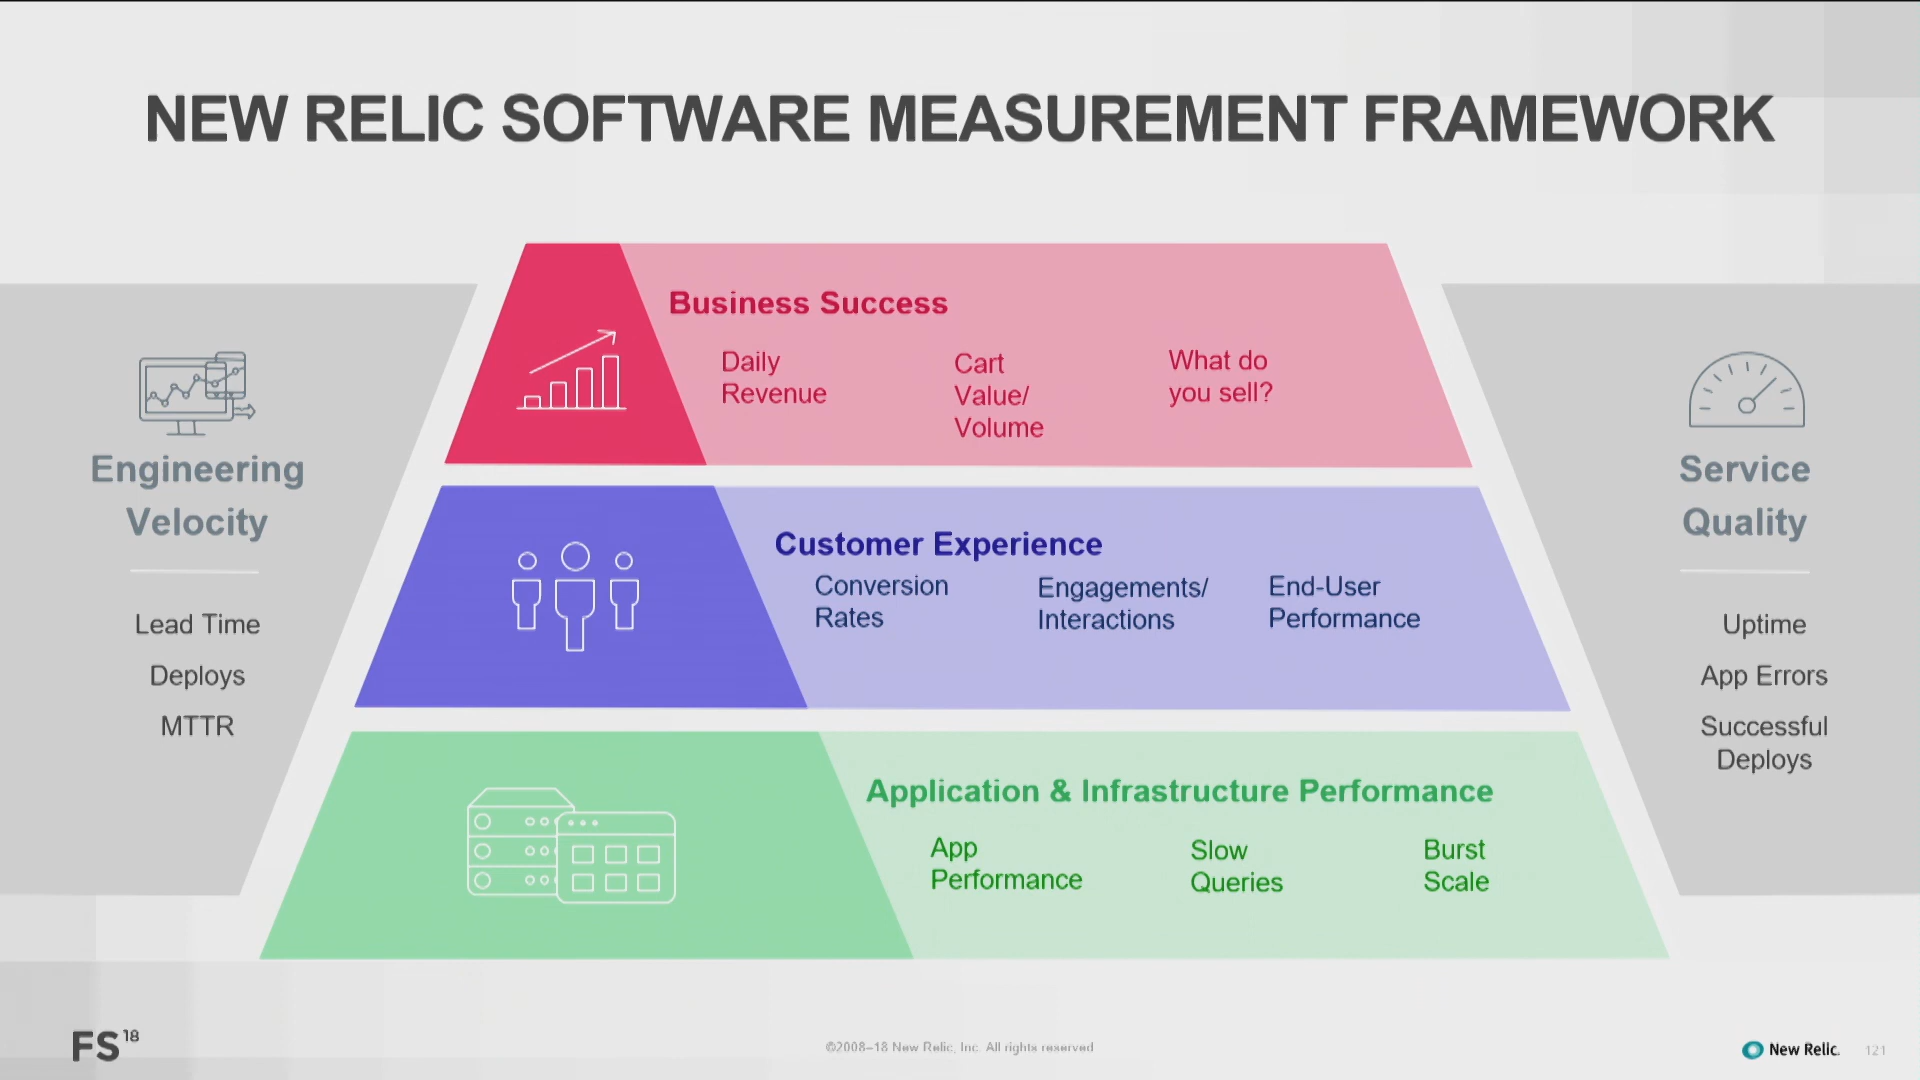 NEW RELIC SOFTWARE MEASUREMENT FRAMEWORK
Engineering
Velocity
Lead Time
Deploys
MTTR
Business Success
Daily
Revenue
Cart
Value/
Volume
What do
you sell?
Customer Experience
Conversion
Rates
Engagements/
Interactions
End-User
Performance
Application & Infrastructure Performance
App
Performance
Slow
Queries
Burst
Scale
Service
Quality
Uptime
App Errors
Successful
Deploys
FS18
©2008–18 New Relic, Inc. All rights reserved
New Relic.
121